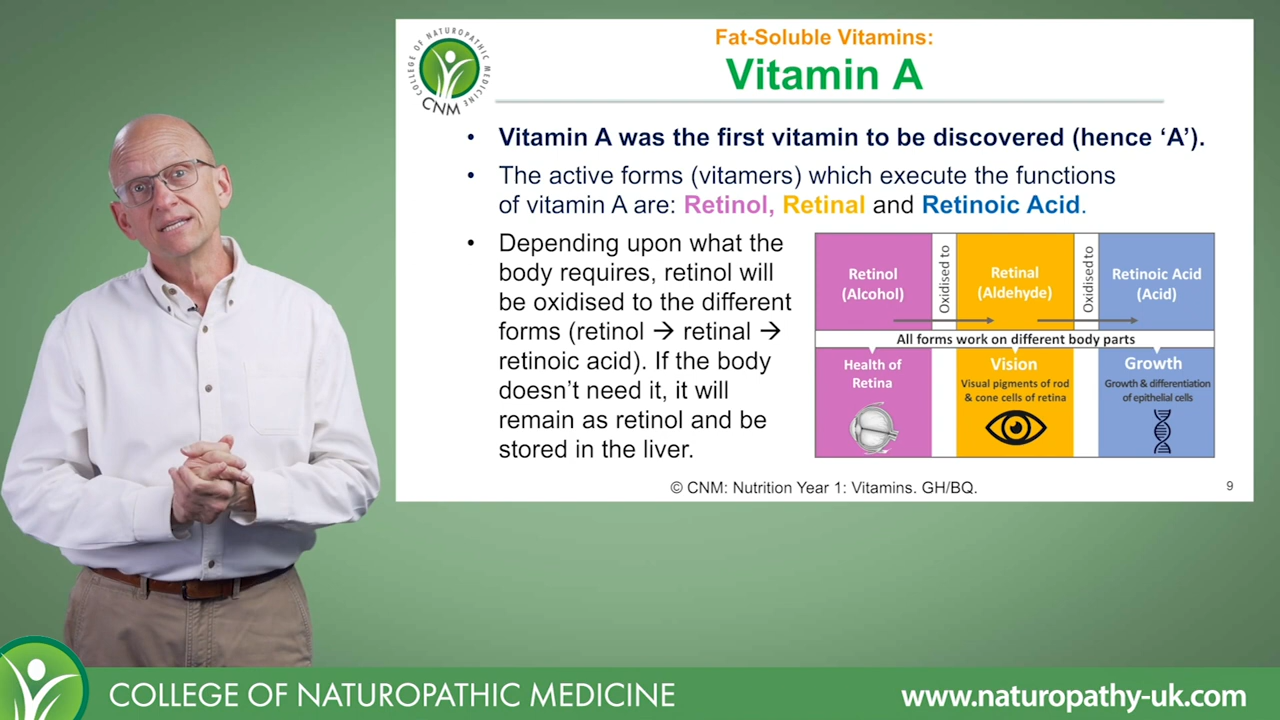 COLLEGE OF NATUROPATHIC MEDICINE
CNM
Fat-Soluble Vitamins:
Vitamin A
• Vitamin A was the first vitamin to be discovered (hence ‘A’).
• The active forms (vitamers) which execute the functions
of vitamin A are: Retinol, Retinal and Retinoic Acid.
• Depending upon what the
body requires, retinol will
be oxidised to the different
forms (retinol → retinal →
retinoic acid). If the body
doesn’t need it, it will
remain as retinol and be
stored in the liver.
Retinol
(Alcohol)
Oxidised to
Retinal
(Aldehyde)
Oxidised to
Retinoic Acid
(Acid)
All forms work on different body parts
Health of
Retina
Vision
Visual pigments of rod
& cone cells of retina
Growth
Growth & differentiation
of epithelial cells
© CNM: Nutrition Year 1: Vitamins. GH/BQ.
9
COLLEGE OF NATUROPATHIC MEDICINE
www.naturopathy-uk.com